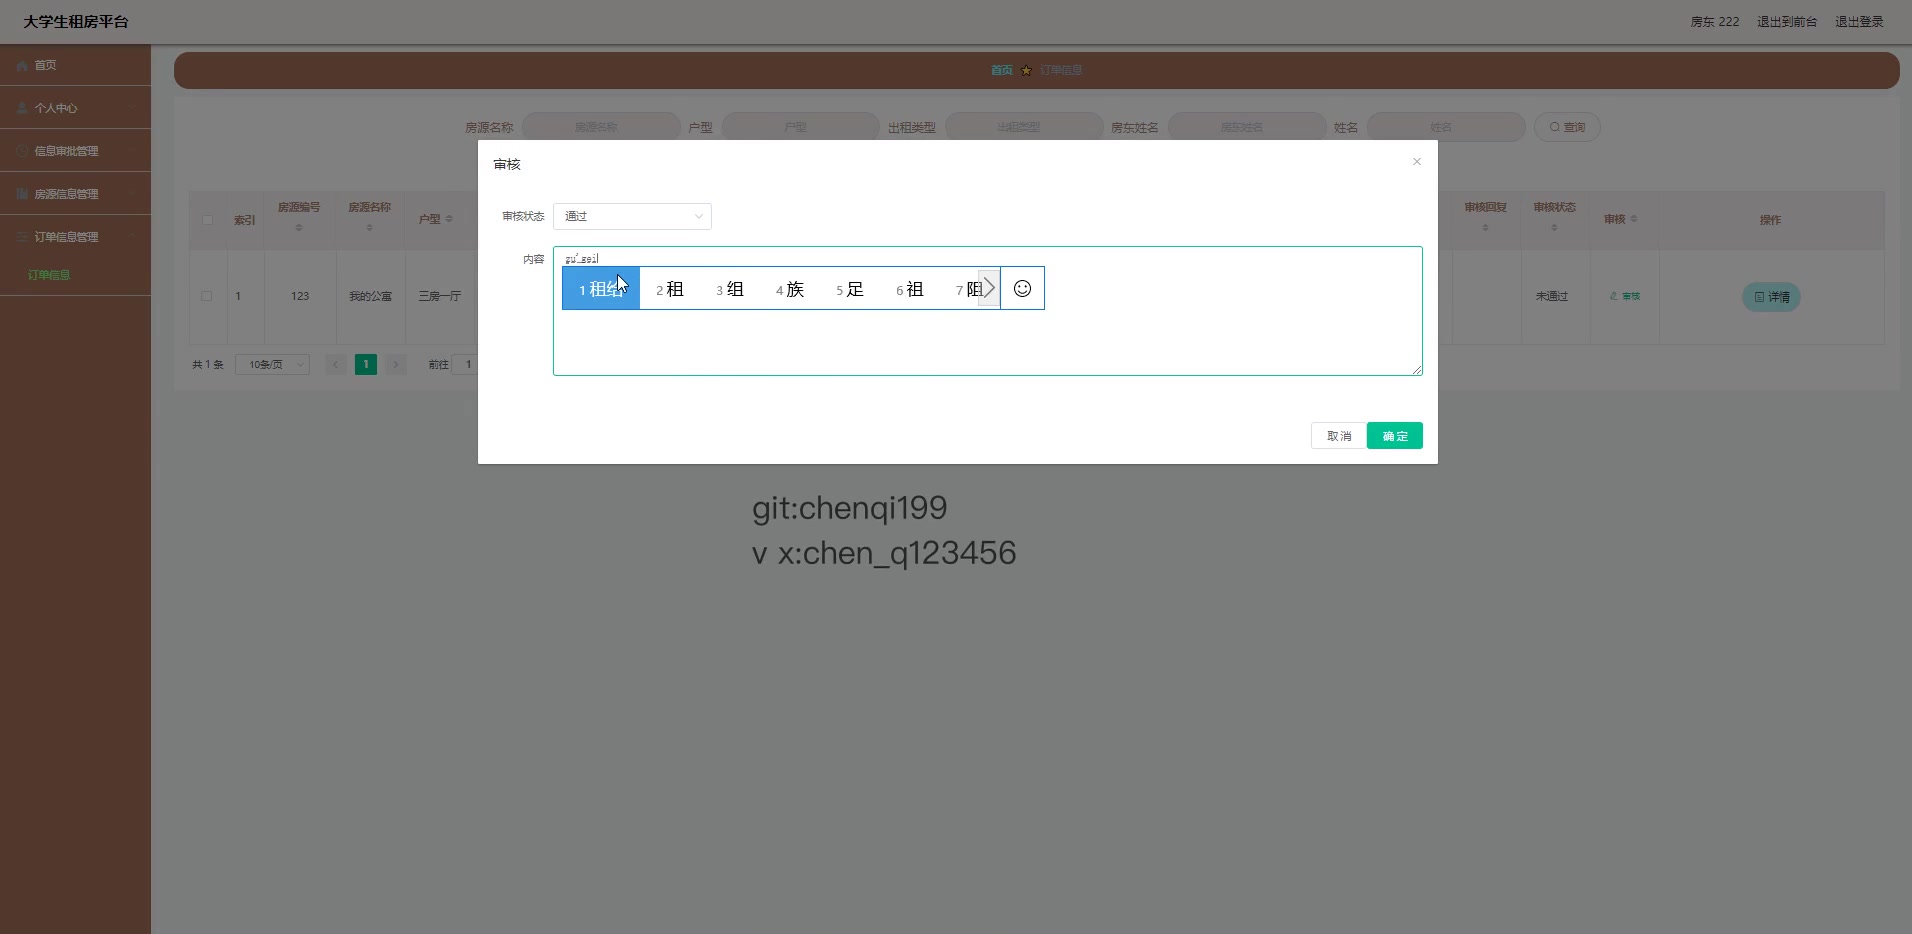 大学生租房平台
房东 222 退出到前台 退出登录
首页
个人中心
信息审批管理
房源信息管理
订单信息管理
订单信息
首页 订单信息
房源名称 房源名称 户型 户型 出租类型 出租类型 房东姓名 房东姓名 姓名 姓名 查询
索引 房源编号 房源名称 户型 审核回复 审核状态 审核 操作
1 123 我的公寓 三房一厅 未通过 审核 详情
共 1 条 10条/页 1 前往 1
审核
审核状态 通过
内容
1 租给 2 租 3 组 4 族 5 足 6 祖 7 阻
取消 确定
git:chenqi199
v x:chen_q123456